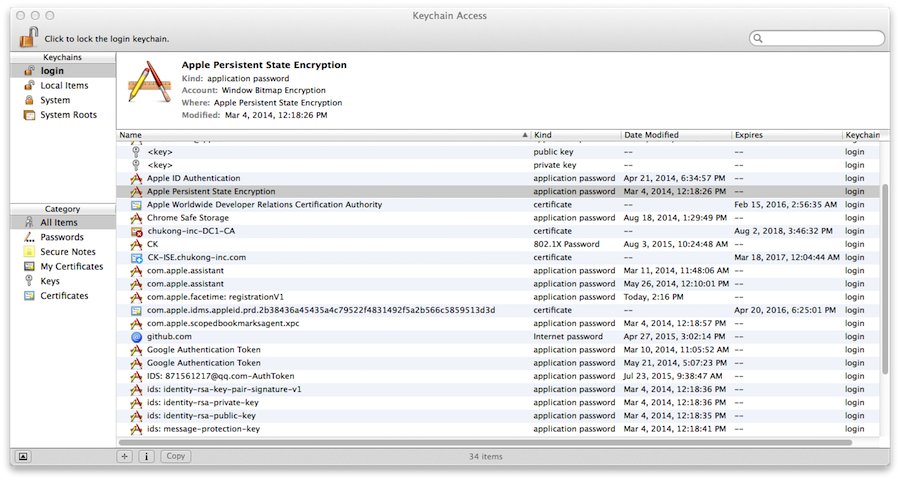 Keychain Access
Click to lock the login keychain.
Keychains
login
Local Items
System
System Roots
Apple Persistent State Encryption
Kind: application password
Account: Window Bitmap Encryption
Where: Apple Persistent State Encryption
Modified: Mar 4, 2014, 12:18:26 PM
Name Kind Date Modified Expires Keychain
<key> public key -- -- login
<key> private key -- -- login
Apple ID Authentication application password Apr 21, 2014, 6:34:57 PM -- login
Apple Persistent State Encryption application password Mar 4, 2014, 12:18:26 PM -- login
Apple Worldwide Developer Relations Certification Authority certificate -- Feb 15, 2016, 2:56:35 AM login
Chrome Safe Storage application password Aug 18, 2014, 1:29:49 PM -- login
chukong-inc-DC1-CA certificate -- Aug 2, 2018, 3:46:32 PM login
CK 802.1X Password Aug 3, 2015, 10:24:48 AM -- login
CK-ISE.chukong-inc.com certificate -- Mar 18, 2017, 12:04:44 AM login
com.apple.assistant application password Mar 11, 2014, 11:48:06 AM -- login
com.apple.assistant application password May 26, 2014, 12:10:01 PM -- login
com.apple.facetime: registrationV1 application password Today, 2:16 PM -- login
com.apple.idms.appleid.prd.2b38436a45435a4c79522f4831492f5a2b566c5859513d3d certificate -- Apr 20, 2016, 6:25:01 PM login
com.apple.scopedbookmarksagent.xpc application password Mar 4, 2014, 12:18:57 PM -- login
github.com Internet password Apr 27, 2015, 3:02:14 PM -- login
Google Authentication Token application password Mar 10, 2014, 11:05:52 AM -- login
Google Authentication Token application password May 21, 2014, 5:07:23 PM -- login
IDS: 871561217@qq.com-AuthToken application password Jul 23, 2015, 9:38:47 AM -- login
ids: identity-rsa-key-pair-signature-v1 application password Mar 4, 2014, 12:18:36 PM -- login
ids: identity-rsa-private-key application password Mar 4, 2014, 12:18:36 PM -- login
ids: identity-rsa-public-key application password Mar 4, 2014, 12:18:35 PM -- login
ids: message-protection-key application password Mar 4, 2014, 12:18:41 PM -- login
Category
All Items
Passwords
Secure Notes
My Certificates
Keys
Certificates
+ i Copy
34 items